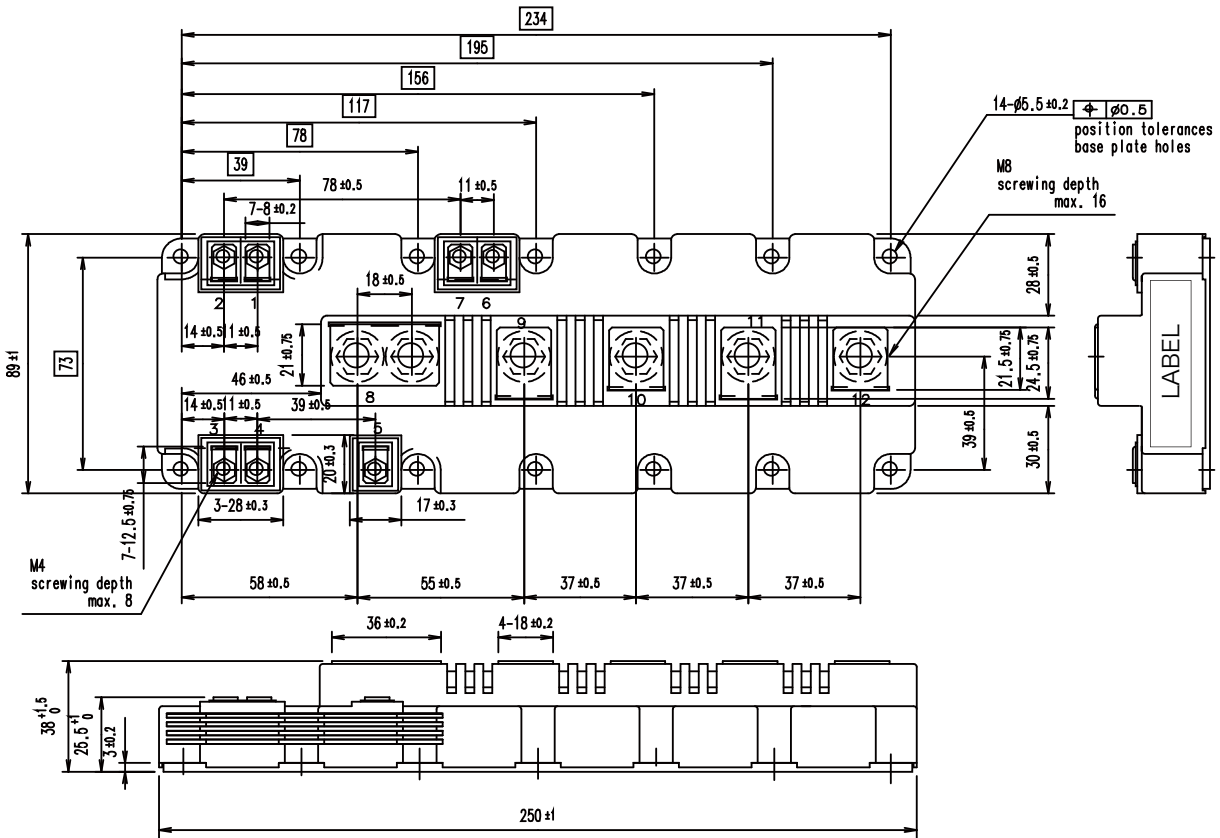 234
195
156
117
78
39
78 ±0.5
11 ±0.5
7-8 ±0.2
14-ø5.5 ±0.2 ⌖ ø0.5
position tolerances
base plate holes
M8
screwing depth
max. 16
2 1
7 6
18 ±0.5
14 ±0.5 11 ±0.5
21 ±0.75
9
11
8
10
12
28 ±0.5
21.5 ±0.75
24.5 ±0.75
39 ±0.5
30 ±0.5
LABEL
89 ±1
73
46 ±0.5
14 ±0.5 11 ±0.5 39 ±0.5
3 4 5
20 ±0.3
3-28 ±0.3
17 ±0.3
7-12.5 ±0.75
M4
screwing depth
max. 8
58 ±0.5
55 ±0.5
37 ±0.5
37 ±0.5
37 ±0.5
36 ±0.2
4-18 ±0.2
38 +1.5 0
25.5 +1 0
3 ±0.2
250 ±1